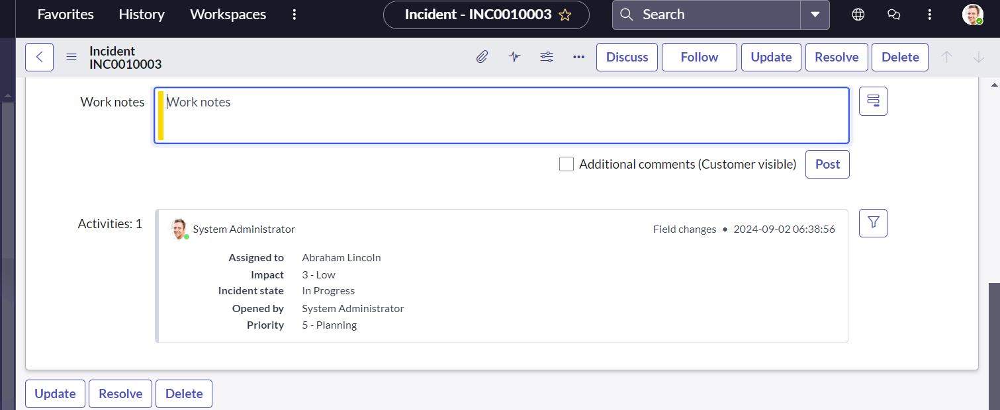 Favorites History Workspaces Incident - INC0010003 Search
Incident
INC0010003
Discuss Follow Update Resolve Delete
Work notes Work notes
Additional comments (Customer visible) Post
Activities: 1 System Administrator Field changes • 2024-09-02 06:38:56
Assigned to Abraham Lincoln
Impact 3 - Low
Incident state In Progress
Opened by System Administrator
Priority 5 - Planning
Update Resolve Delete